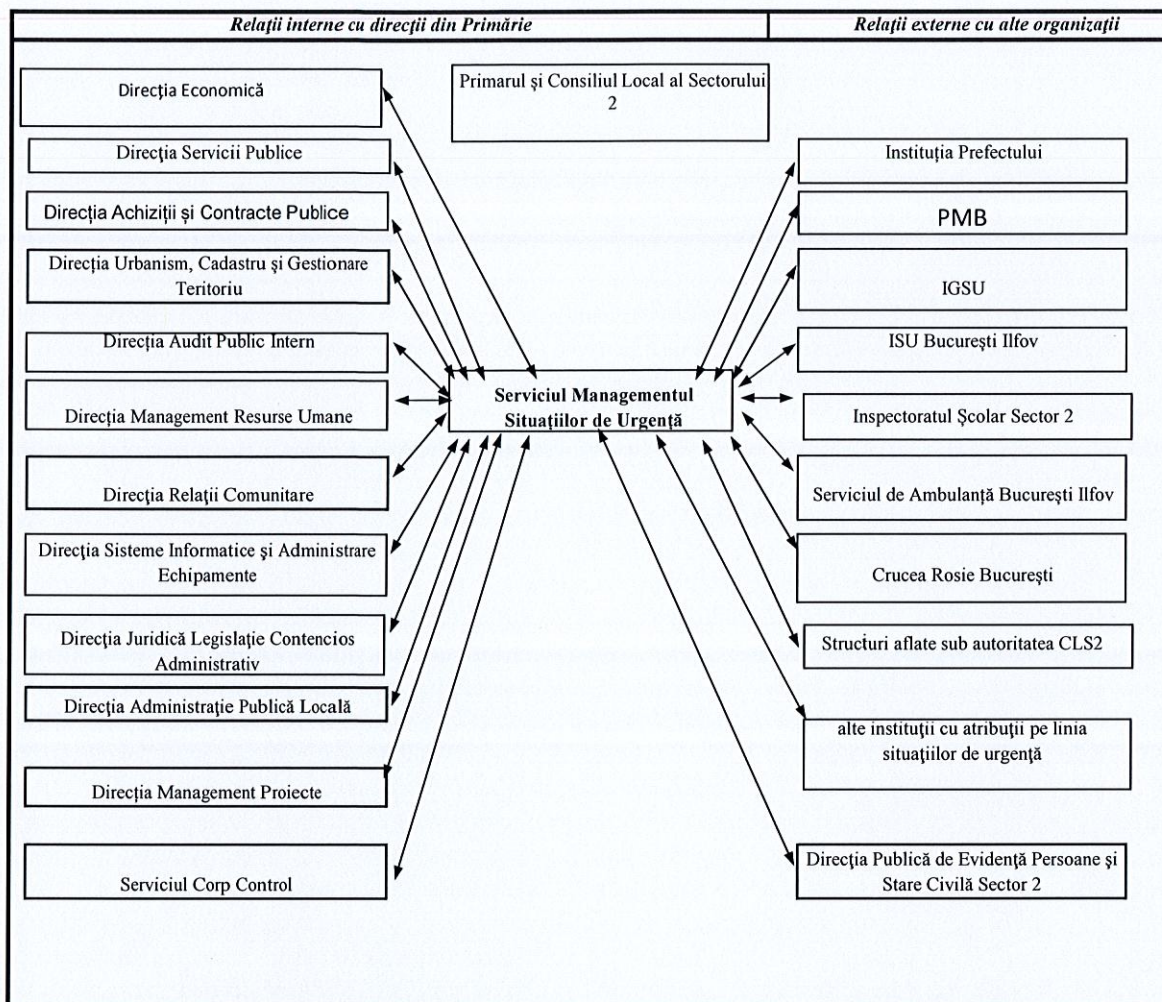 Relații interne cu direcții din Primărie
Relații externe cu alte organizații
Primarul și Consiliul Local al Sectorului
2
Direcția Economică
Direcția Servicii Publice
Direcția Achiziții și Contracte Publice
Direcția Urbanism, Cadastru și Gestionare
Teritoriu
Direcția Audit Public Intern
Direcția Management Resurse Umane
Direcția Relații Comunitare
Direcția Sisteme Informatice și Administrare
Echipamente
Direcția Juridică Legislație Contencios
Administrativ
Direcția Administrație Publică Locală
Direcția Management Proiecte
Serviciul Corp Control
Serviciul Managementul
Situațiilor de Urgență
Instituția Prefectului
PMB
IGSU
ISU București Ilfov
Inspectoratul Școlar Sector 2
Serviciul de Ambulanță București Ilfov
Crucea Rosie București
Structuri aflate sub autoritatea CLS2
alte instituții cu atribuții pe linia
situațiilor de urgență
Direcția Publică de Evidență Persoane și
Stare Civilă Sector 2